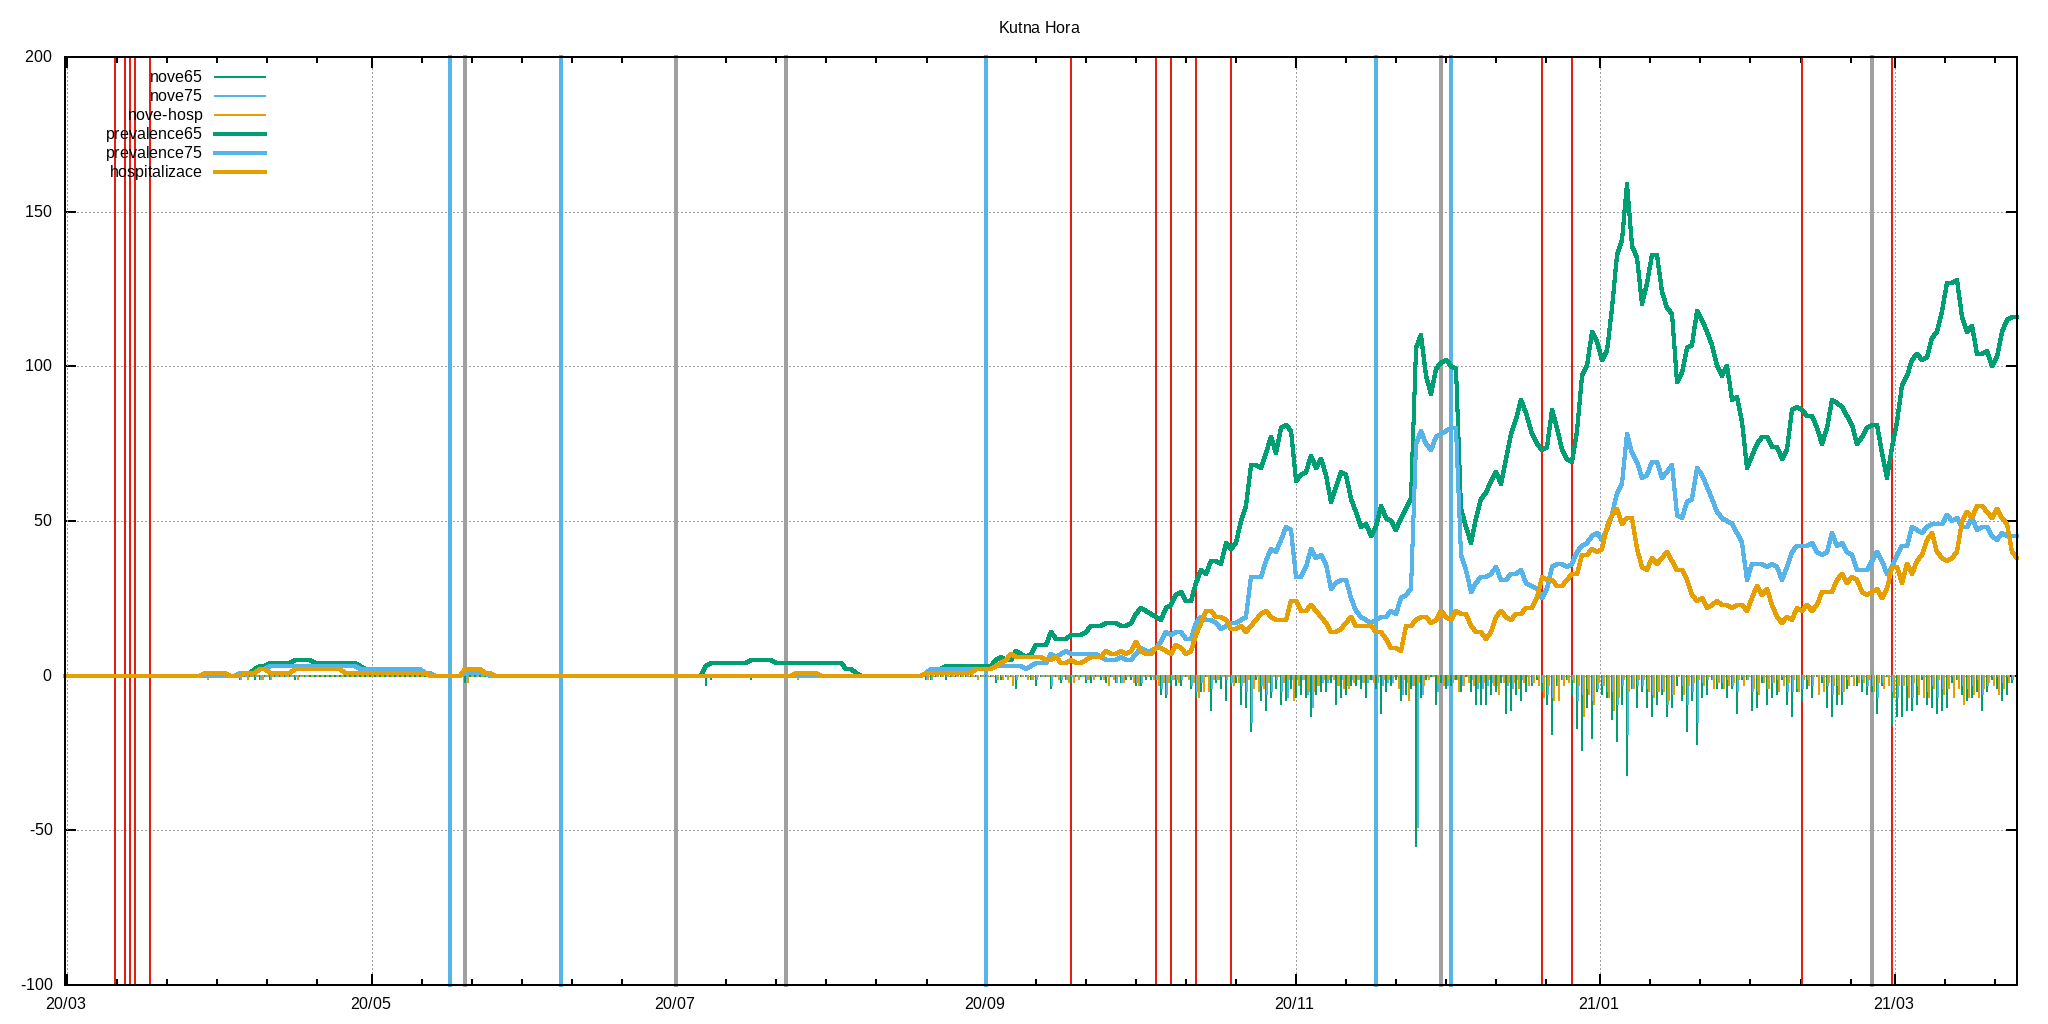 Kutna Hora
200
150
100
50
0
-50
-100
nove65
nove75
nove-hosp
prevalence65
prevalence75
hospitalizace
20/03
20/05
20/07
20/09
20/11
21/01
21/03